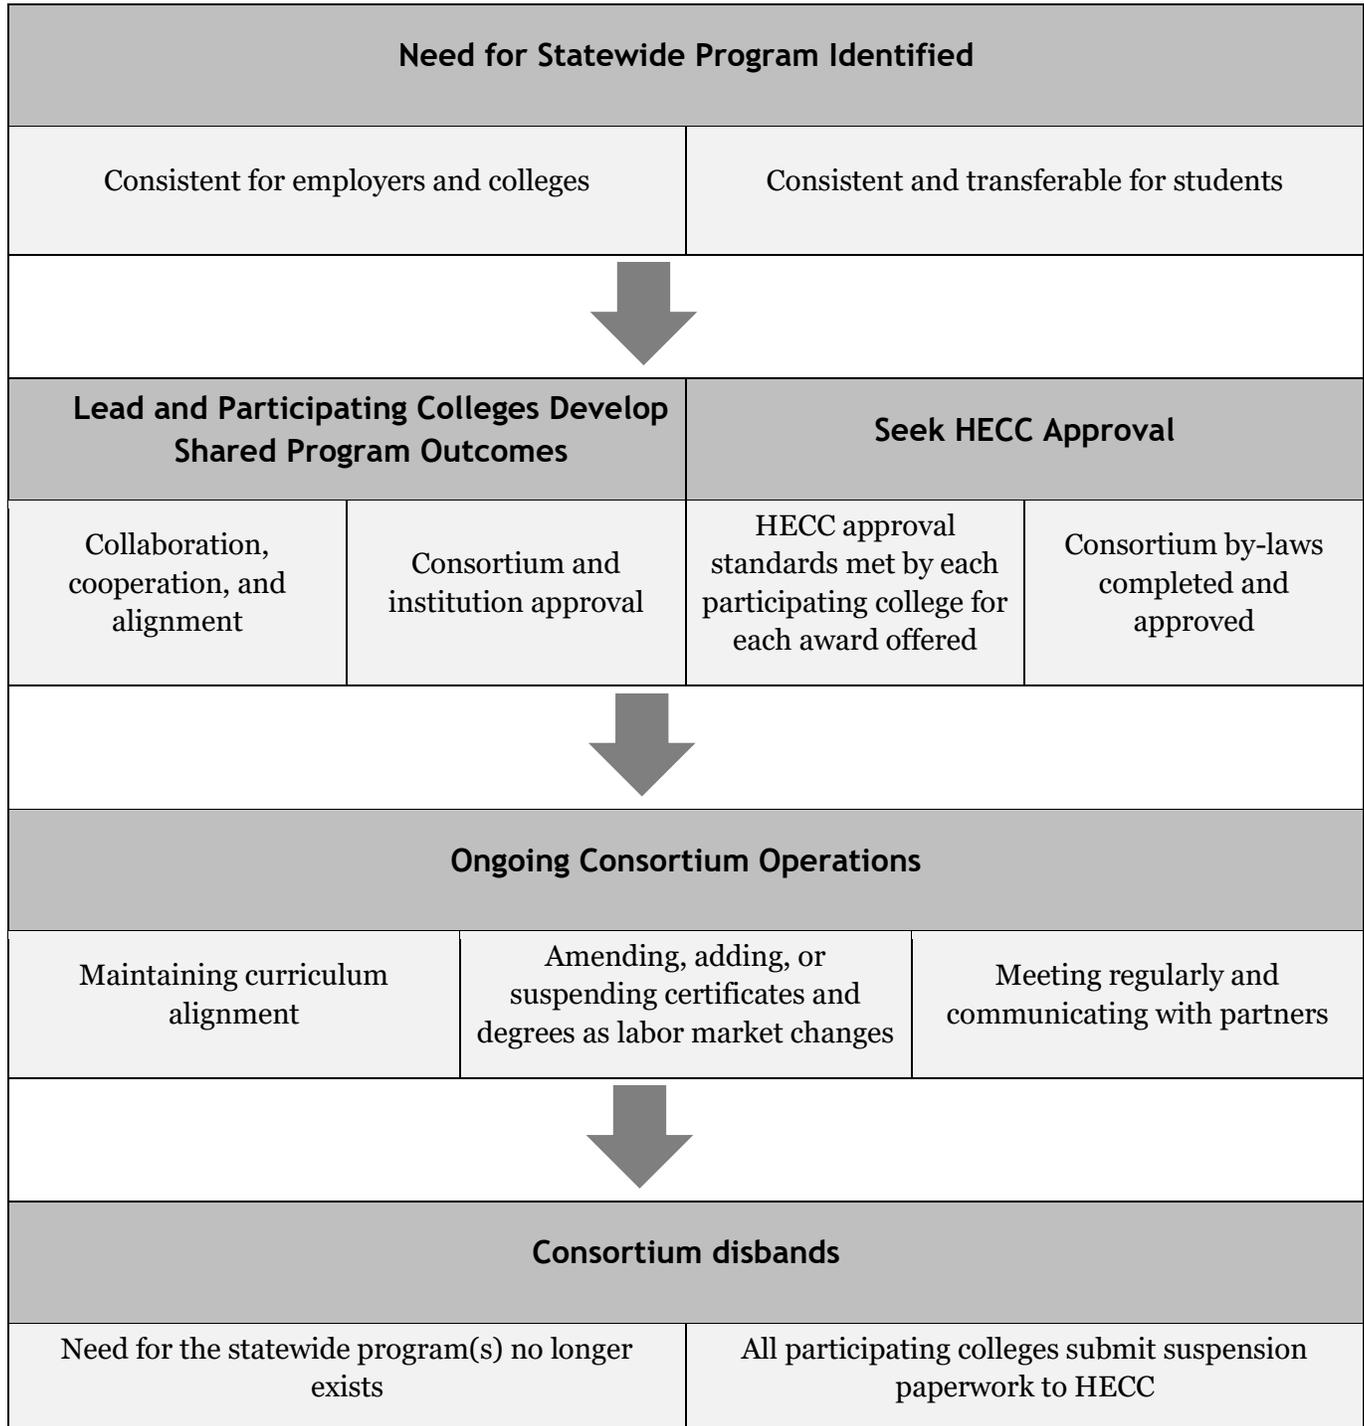 Need for Statewide Program Identified
Consistent for employers and colleges
Consistent and transferable for students
Lead and Participating Colleges Develop
Shared Program Outcomes
Seek HECC Approval
Collaboration,
cooperation, and
alignment
Consortium and
institution approval
HECC approval
standards met by each
participating college for
each award offered
Consortium by-laws
completed and
approved
Ongoing Consortium Operations
Maintaining curriculum
alignment
Amending, adding, or
suspending certificates and
degrees as labor market changes
Meeting regularly and
communicating with partners
Consortium disbands
Need for the statewide program(s) no longer
exists
All participating colleges submit suspension
paperwork to HECC